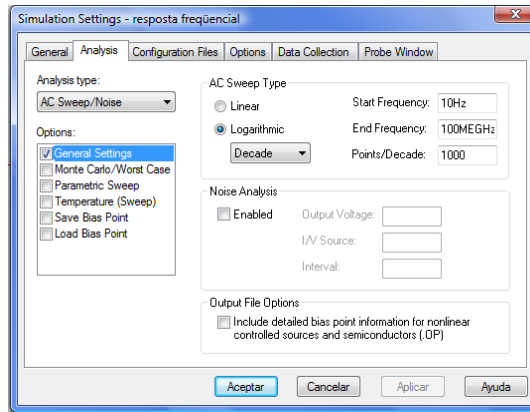 Simulation Settings - resposta freqüencial
General Analysis Configuration Files Options Data Collection Probe Window
Analysis type:
AC Sweep/Noise
Options:
General Settings
Monte Carlo/Worst Case
Parametric Sweep
Temperature (Sweep)
Save Bias Point
Load Bias Point
AC Sweep Type
Linear
Logarithmic
Decade
Start Frequency: 10Hz
End Frequency: 100MEGHz
Points/Decade: 1000
Noise Analysis
Enabled
Output Voltage:
I/V Source:
Interval:
Output File Options
Include detailed bias point information for nonlinear
controlled sources and semiconductors (.OP)
Aceptar Cancelar Aplicar Ayuda